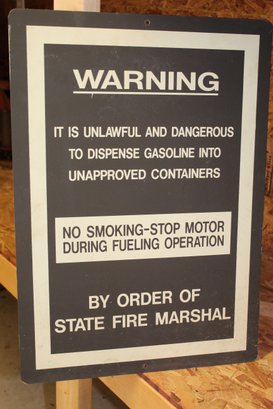 WARNING
IT IS UNLAWFUL AND DANGEROUS
TO DISPENSE GASOLINE INTO
UNAPPROVED CONTAINERS
NO SMOKING-STOP MOTOR
DURING FUELING OPERATION
BY ORDER OF
STATE FIRE MARSHAL